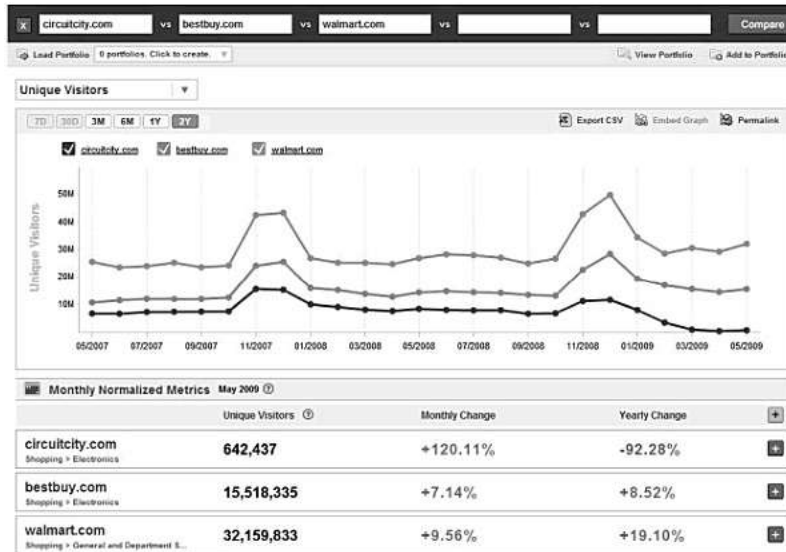 x circuitcity.com vs bestbuy.com vs walmart.com vs vs Compare
Load Portfolio 0 portfolios. Click to create. View Portfolio Add to Portfolio
Unique Visitors
7D 30D 3M 6M 1Y 2Y Export CSV Embed Graph Permalink
circuitcity.com bestbuy.com walmart.com
Unique Visitors
50M
40M
30M
20M
10M
05/2007 07/2007 09/2007 11/2007 01/2008 03/2008 05/2008 07/2008 09/2008 11/2008 01/2009 03/2009 05/2009
Monthly Normalized Metrics May 2009 ?
Unique Visitors ? Monthly Change Yearly Change +
circuitcity.com 642,437 +120.11% -92.28% +
Shopping > Electronics
bestbuy.com 15,518,335 +7.14% +8.52% +
Shopping > Electronics
walmart.com 32,159,833 +9.56% +19.10% +
Shopping > General and Department S...